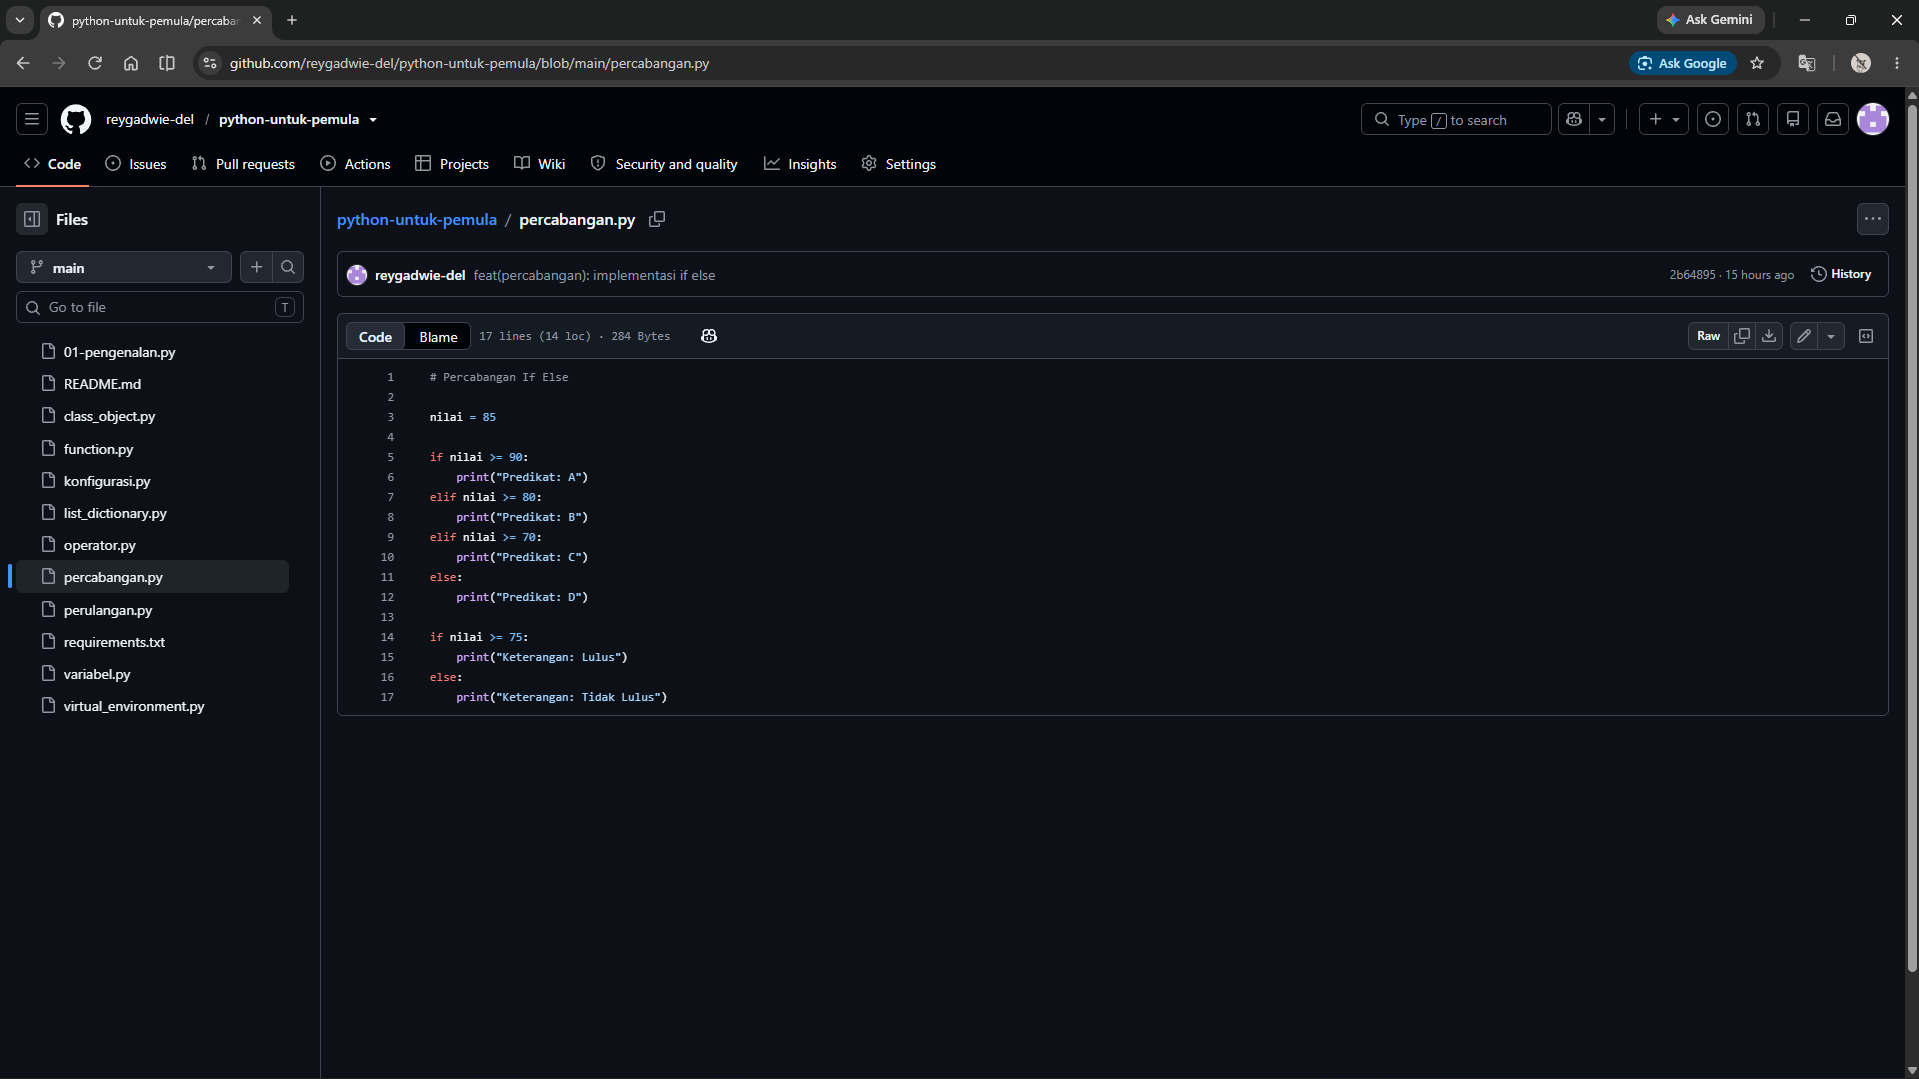 python-untuk-pemula/percaba
Ask Gemini
github.com/reygadwie-del/python-untuk-pemula/blob/main/percabangan.py
Ask Google
reygadwie-del / python-untuk-pemula
Type / to search
Code Issues Pull requests Actions Projects Wiki Security and quality Insights Settings
Files
main
Go to file T
01-pengenalan.py
README.md
class_object.py
function.py
konfigurasi.py
list_dictionary.py
operator.py
percabangan.py
perulangan.py
requirements.txt
variabel.py
virtual_environment.py
python-untuk-pemula / percabangan.py
reygadwie-del feat(percabangan): implementasi if else
2b64895 · 15 hours ago History
Code Blame 17 lines (14 loc) · 284 Bytes
Raw
1 # Percabangan If Else
2
3 nilai = 85
4
5 if nilai >= 90:
6 print("Predikat: A")
7 elif nilai >= 80:
8 print("Predikat: B")
9 elif nilai >= 70:
10 print("Predikat: C")
11 else:
12 print("Predikat: D")
13
14 if nilai >= 75:
15 print("Keterangan: Lulus")
16 else:
17 print("Keterangan: Tidak Lulus")